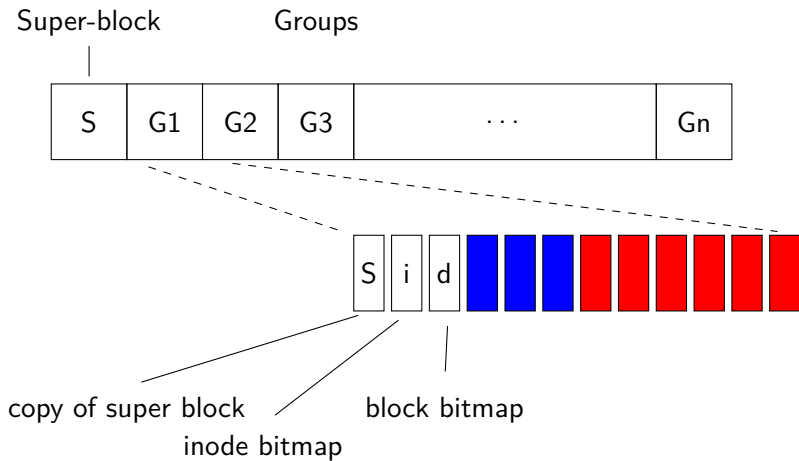 Super-block Groups
S G1 G2 G3 ... Gn
S i d
copy of super block block bitmap
inode bitmap